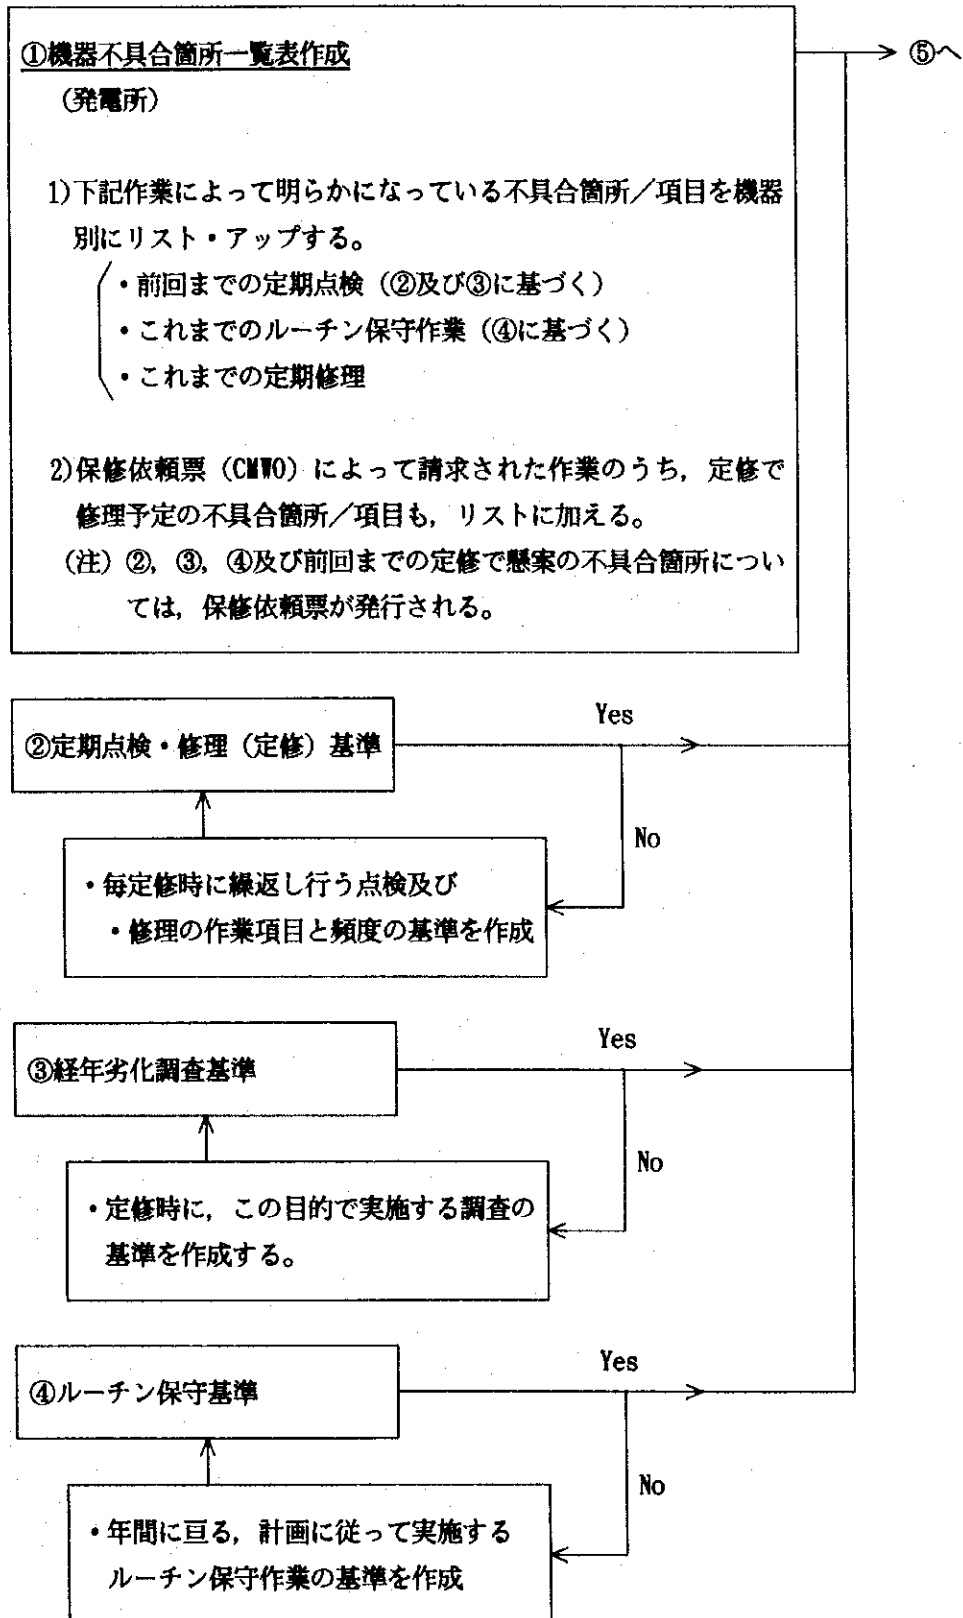 ①機器不具合箇所一覧表作成
→ ⑤へ
(発電所)
1)下記作業によって明らかになっている不具合箇所/項目を機器
別にリスト・アップする。
・前回までの定期点検(②及び③に基づく)
・これまでのルーチン保守作業(④に基づく)
・これまでの定期修理
2)保修依頼票(CMWO)によって請求された作業のうち,定修で
修理予定の不具合箇所/項目も,リストに加える。
(注)②,③,④及び前回までの定修で懸案の不具合箇所につい
ては,保修依頼票が発行される。
Yes
②定期点検・修理(定修)基準
No
・毎定修時に繰返し行う点検及び
・修理の作業項目と頻度の基準を作成
Yes
③経年劣化調査基準
No
・定修時に,この目的で実施する調査の
基準を作成する。
Yes
④ルーチン保守基準
No
・年間に亘る,計画に従って実施する
ルーチン保守作業の基準を作成